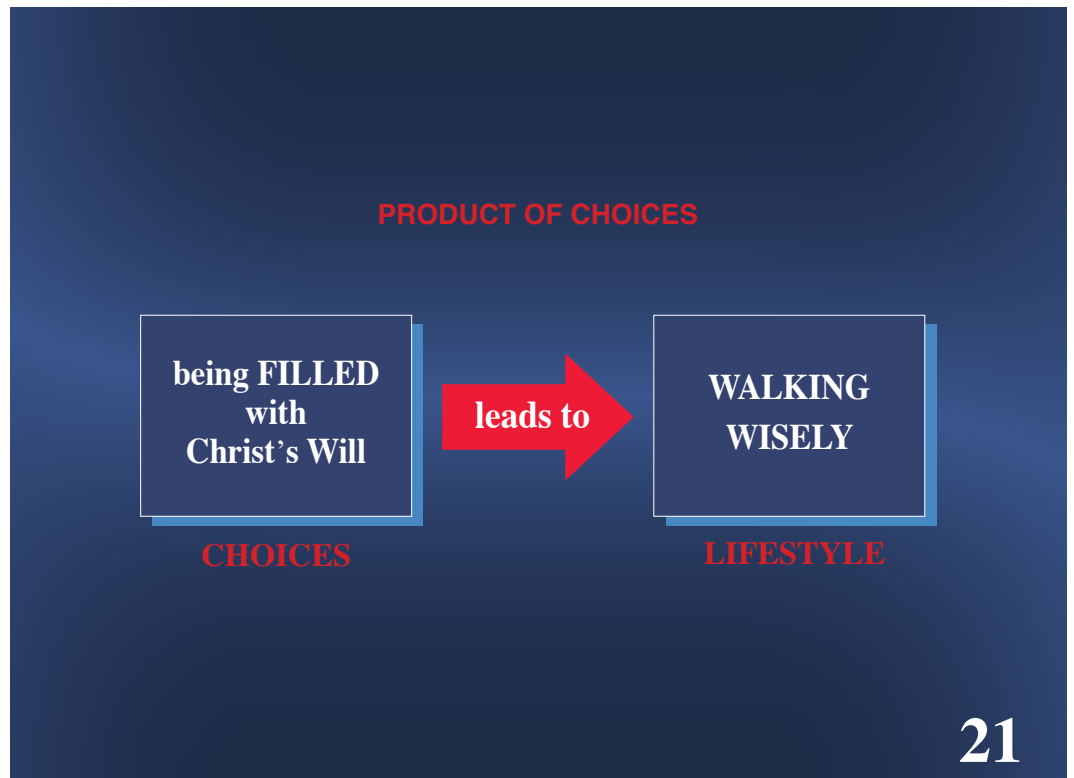 PRODUCT OF CHOICES
being FILLED
with
Christ's Will
leads to
WALKING
WISELY
CHOICES
LIFESTYLE
21